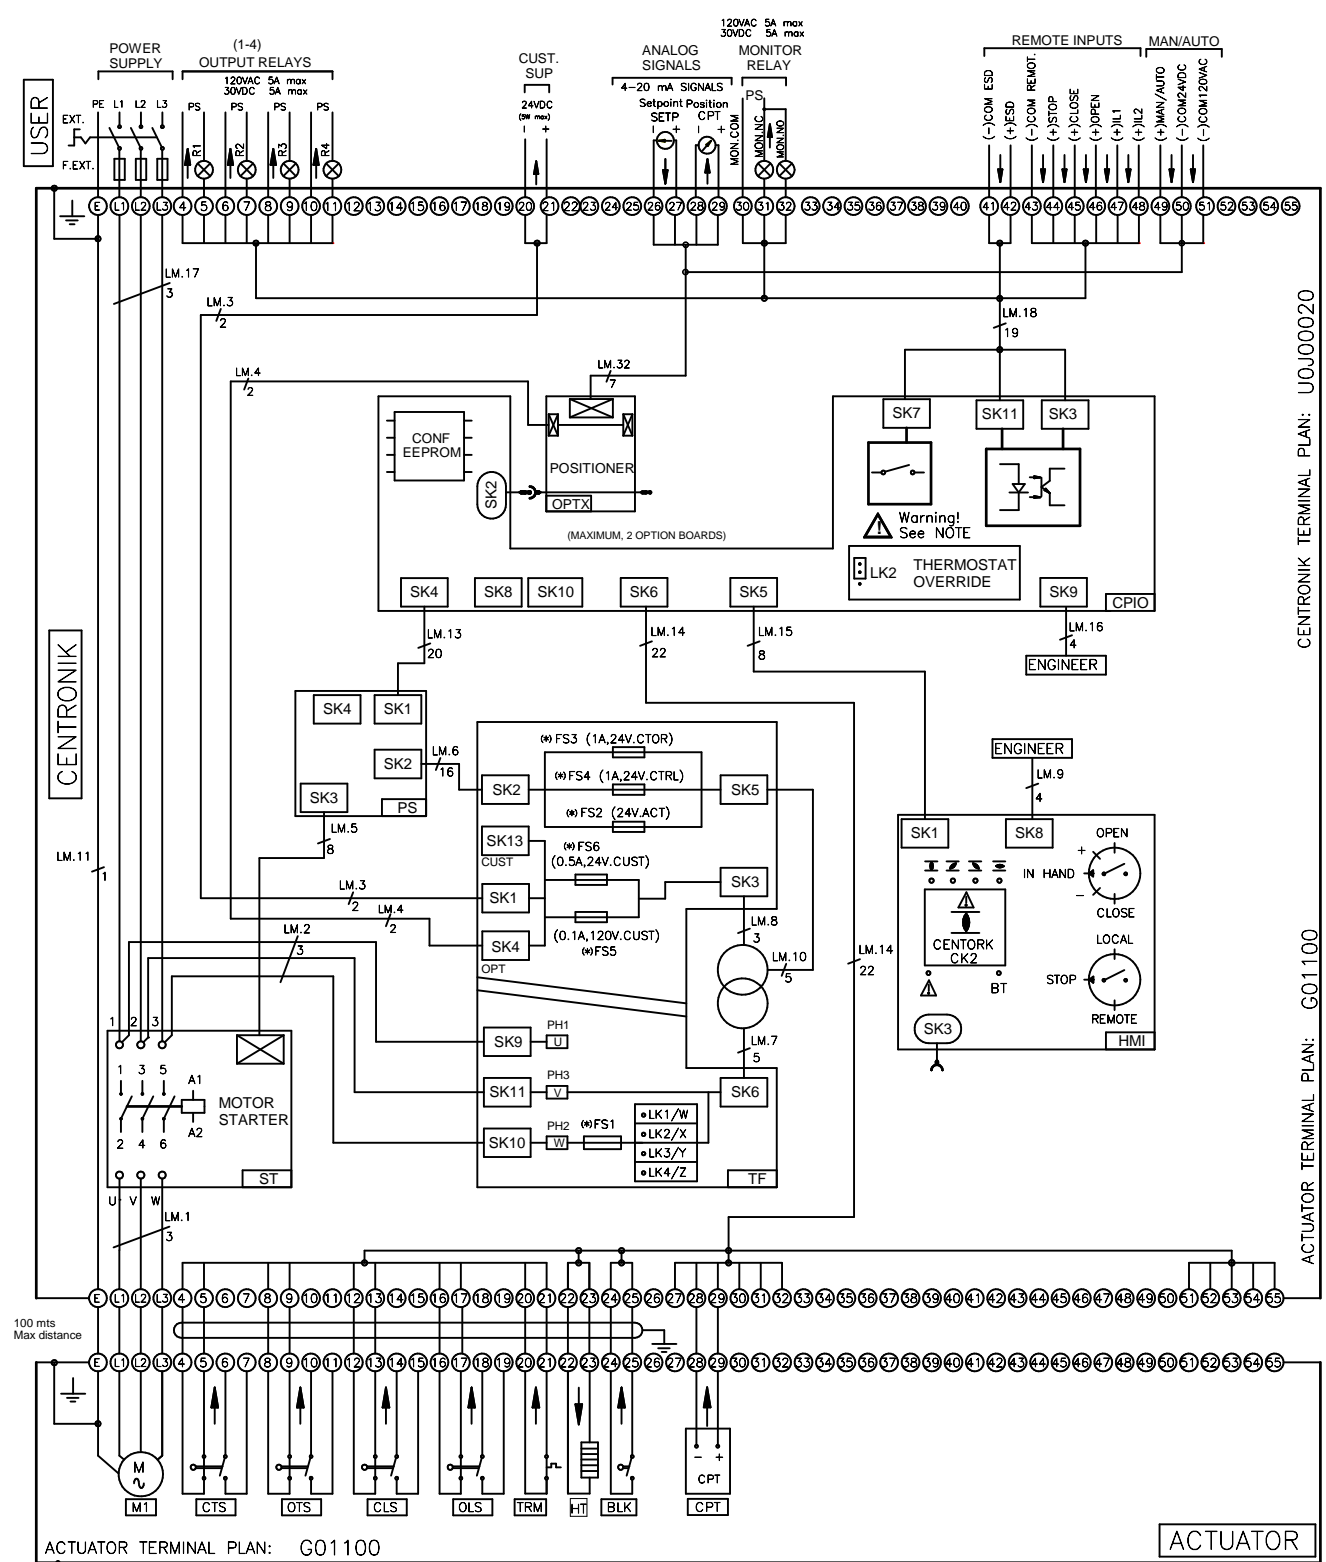 120VAC 5A max
30VDC 5A max
POWER SUPPLY
(1-4)
OUTPUT RELAYS
120VAC 5A max
30VDC 5A max
CUST. SUP
24VDC
(5W max)
- +
ANALOG SIGNALS
4-20 mA SIGNALS
Setpoint Position
SETP CPT
- + - +
MONITOR RELAY
PS
MON.COM
MON.NC
MON.NO
REMOTE INPUTS
MAN/AUTO
(-)COM ESD
(+)ESD
(-)COM REMOT.
(+)STOP
(+)CLOSE
(+)OPEN
(+)IL1
(+)IL2
(+)MAN/AUTO
(-)COM24VDC
(-)COM120VAC
USER
PE L1 L2 L3
EXT.
F.EXT.
PS PS PS PS
R1 R2 R3 R4
E L1 L2 L3 4 5 6 7 8 9 10 11 12 13 14 15 16 17 18 19 20 21 22 23 24 25 26 27 28 29 30 31 32 33 34 35 36 37 38 39 40 41 42 43 44 45 46 47 48 49 50 51 52 53 54 55
LM.17
3
LM.3
2
LM.4
2
LM.32
7
LM.18
19
CENTRONIK TERMINAL PLAN: U0J00020
CONF EEPROM
SK2
POSITIONER
OPTX
(MAXIMUM, 2 OPTION BOARDS)
SK7
SK11
SK3
Warning!
See NOTE
LK2
THERMOSTAT OVERRIDE
SK4
SK8
SK10
SK6
SK5
SK9
CPIO
LM.13
20
LM.14
22
LM.15
8
LM.16
4
ENGINEER
CENTRONIK
SK4
SK1
SK2
SK3
PS
LM.6
16
LM.5
8
LM.11
1
(*)FS3 (1A,24V.CTOR)
(*)FS4 (1A,24V.CTRL)
(*)FS2 (24V.ACT)
SK2
SK5
SK13
CUST
(*)FS6
(0.5A,24V.CUST)
SK1
SK3
SK4
OPT
(0.1A,120V.CUST)
(*)FS5
LM.3
2
LM.4
2
LM.2
3
LM.8
3
LM.10
5
LM.7
5
LM.14
22
SK9
PH1
U
SK11
PH3
V
SK10
PH2
W
(*)FS1
SK6
LK1/W
LK2/X
LK3/Y
LK4/Z
TF
ENGINEER
LM.9
4
SK1
SK8
OPEN
+
IN HAND
-
CLOSE
CENTORK
CK2
BT
LOCAL
STOP
REMOTE
SK3
HMI
1 2 3
1 3 5
A1
A2
2 4 6
MOTOR STARTER
ST
U V W
LM.1
3
ACTUATOR TERMINAL PLAN: G01100
E L1 L2 L3 4 5 6 7 8 9 10 11 12 13 14 15 16 17 18 19 20 21 22 23 24 25 26 27 28 29 30 31 32 33 34 35 36 37 38 39 40 41 42 43 44 45 46 47 48 49 50 51 52 53 54 55
100 mts
Max distance
E L1 L2 L3 4 5 6 7 8 9 10 11 12 13 14 15 16 17 18 19 20 21 22 23 24 25 26 27 28 29 30 31 32 33 34 35 36 37 38 39 40 41 42 43 44 45 46 47 48 49 50 51 52 53 54 55
M
- +
CPT
M1
CTS
OTS
CLS
OLS
TRM
HT
BLK
CPT
ACTUATOR TERMINAL PLAN: G01100
ACTUATOR